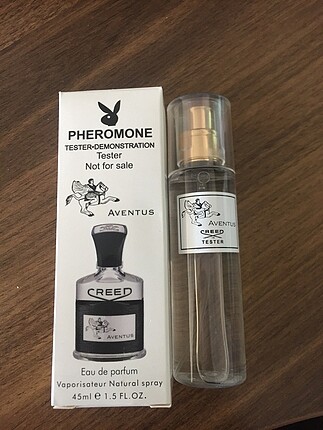 PHEROMONE
TESTER•DEMONSTRATION
Tester
Not for sale
AVENTUS
CREED
AVENTUS
Eau de parfum
Vaporisateur Natural spray
45ml e 1.5 FL.OZ.
AVENTUS
CREED
TESTER